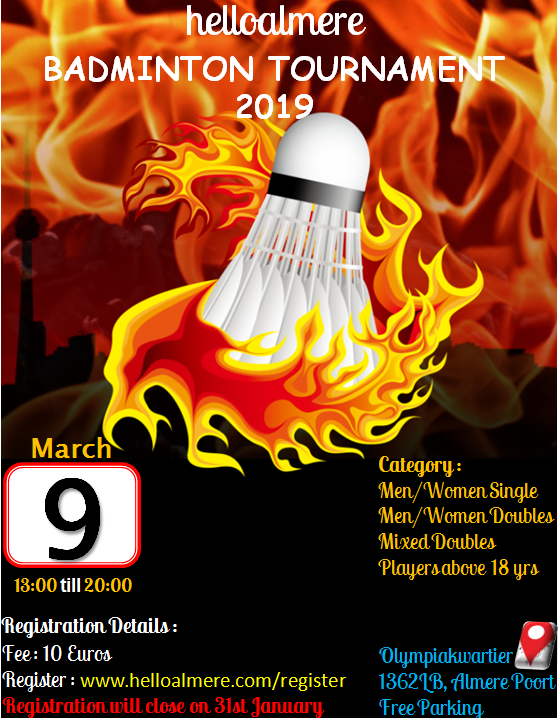 helloalmere
BADMINTON TOURNAMENT
2019
March
9
13:00 till 20:00
Category :
Men/Women Single
Men/Women Doubles
Mixed Doubles
Players above 18 yrs
Registration Details :
Fee : 10 Euros
Register : www.helloalmere.com/register
Registration will close on 31st January
Olympiakwartier
1362LB, Almere Poort
Free Parking